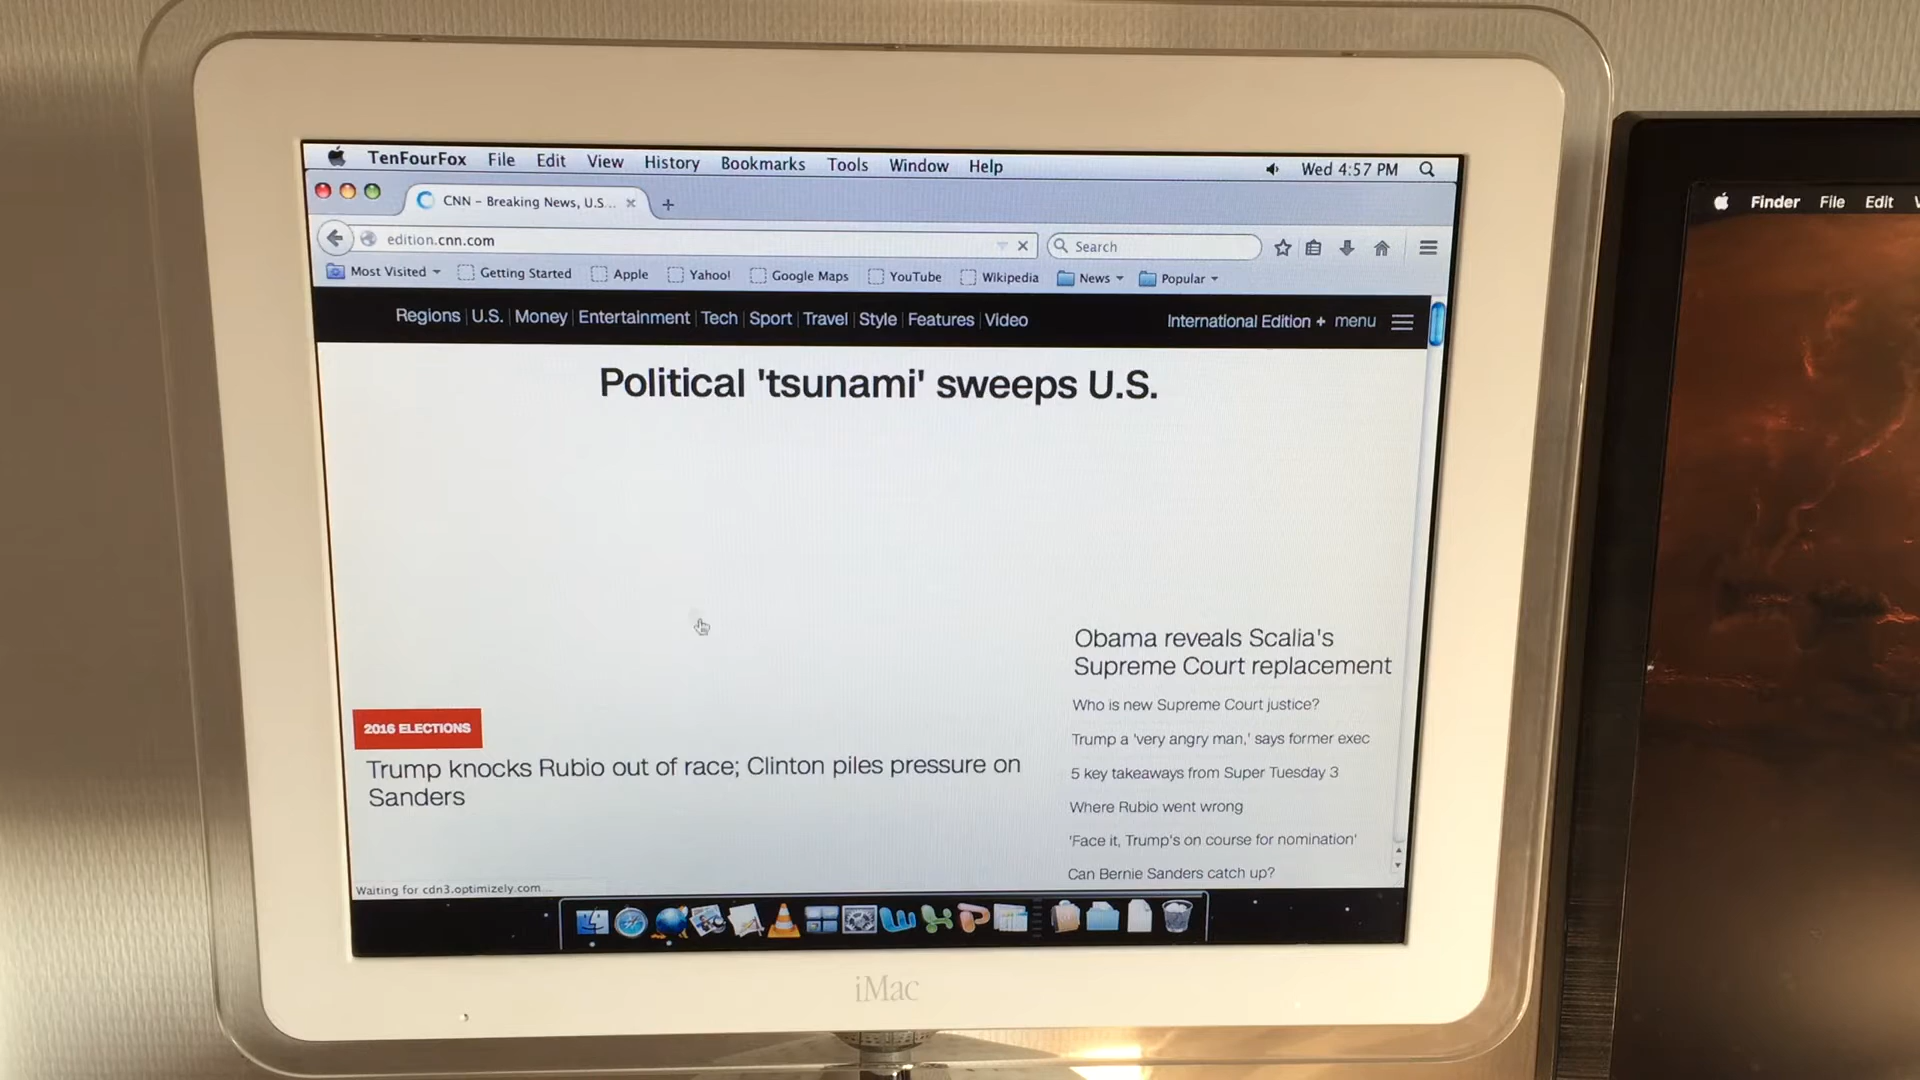 TenFourFox File Edit View History Bookmarks Tools Window Help Wed 4:57 PM
CNN - Breaking News, U.S...
edition.cnn.com Search
Most Visited Getting Started Apple Yahoo! Google Maps YouTube Wikipedia News Popular
Regions U.S. Money Entertainment Tech Sport Travel Style Features Video International Edition + menu
Political 'tsunami' sweeps U.S.
2016 ELECTIONS
Trump knocks Rubio out of race; Clinton piles pressure on
Sanders
Obama reveals Scalia's
Supreme Court replacement
Who is new Supreme Court justice?
Trump a 'very angry man,' says former exec
5 key takeaways from Super Tuesday 3
Where Rubio went wrong
'Face it, Trump's on course for nomination'
Can Bernie Sanders catch up?
Waiting for cdn3.optimizely.com...
iMac
Finder File Edit